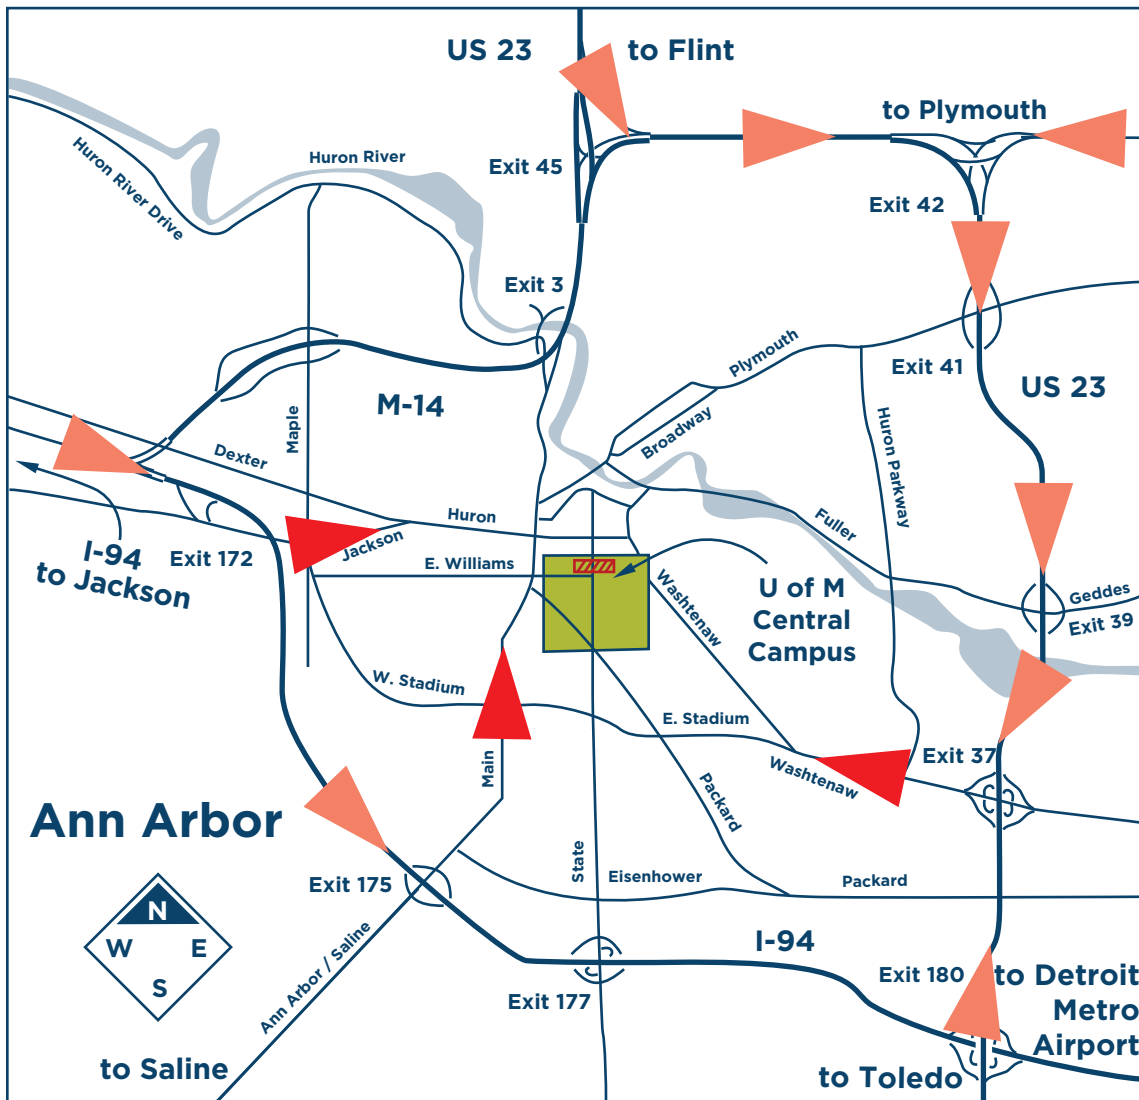 US 23
to Flint
to Plymouth
Huron River
Exit 45
Huron River Drive
Exit 42
Exit 3
Plymouth
Exit 41
US 23
M-14
Maple
Broadway
Huron Parkway
Dexter
Huron
Fuller
Jackson
I-94
to Jackson
Exit 172
E. Williams
Washtenaw
U of M
Central
Campus
Geddes
Exit 39
W. Stadium
E. Stadium
Main
Exit 37
Washtenaw
Packard
Ann Arbor
State
Eisenhower
Packard
Exit 175
N
W
E
S
I-94
Ann Arbor / Saline
Exit 180
to Detroit
Metro
Airport
Exit 177
to Saline
to Toledo